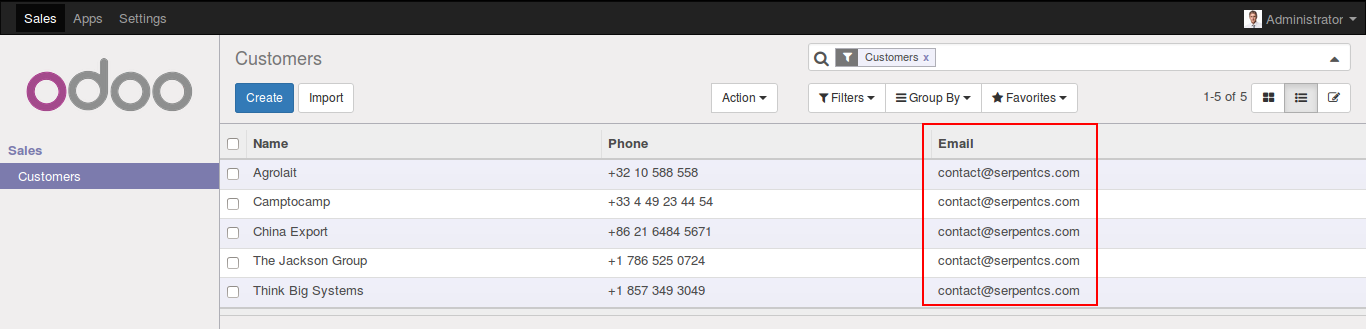 Sales Apps Settings Administrator
odoo
Customers Customers x
Create Import Action Filters Group By Favorites 1-5 of 5
Sales
Customers
Name Phone Email
Agrolait +32 10 588 558 contact@serpentcs.com
Camptocamp +33 4 49 23 44 54 contact@serpentcs.com
China Export +86 21 6484 5671 contact@serpentcs.com
The Jackson Group +1 786 525 0724 contact@serpentcs.com
Think Big Systems +1 857 349 3049 contact@serpentcs.com